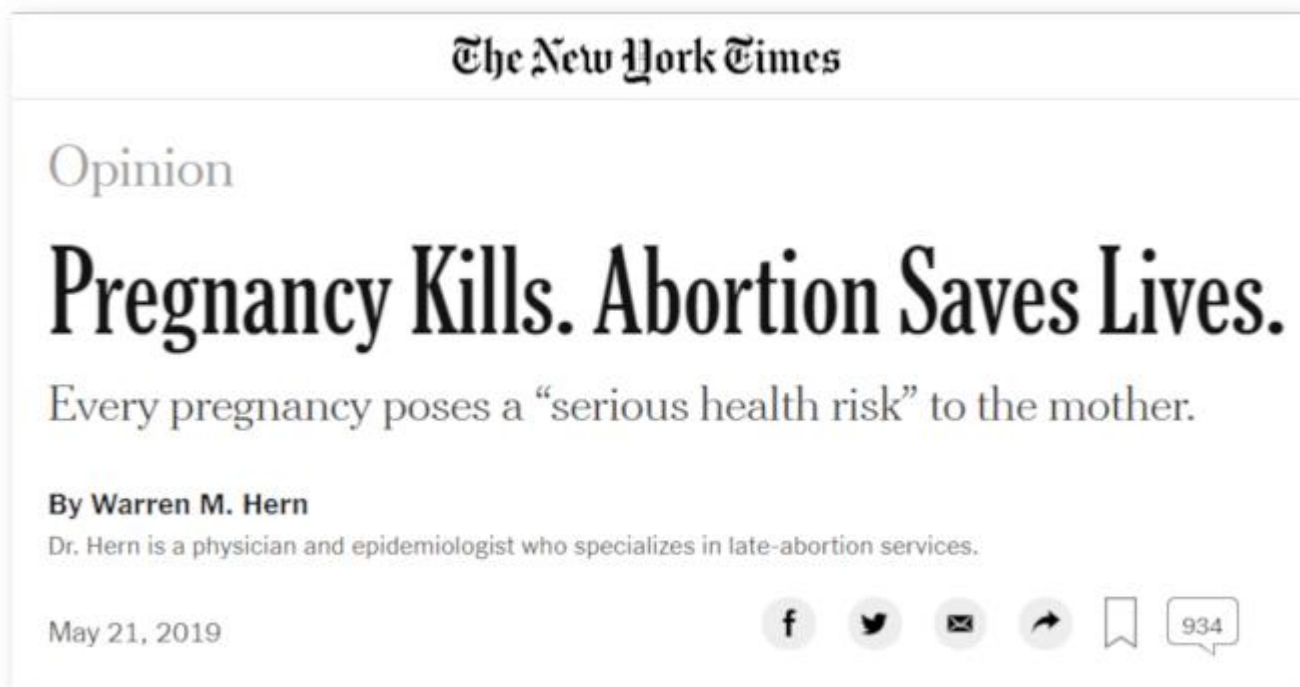 The New York Times
Opinion
Pregnancy Kills. Abortion Saves Lives.
Every pregnancy poses a “serious health risk” to the mother.
By Warren M. Hern
Dr. Hern is a physician and epidemiologist who specializes in late-abortion services.
May 21, 2019
f
934